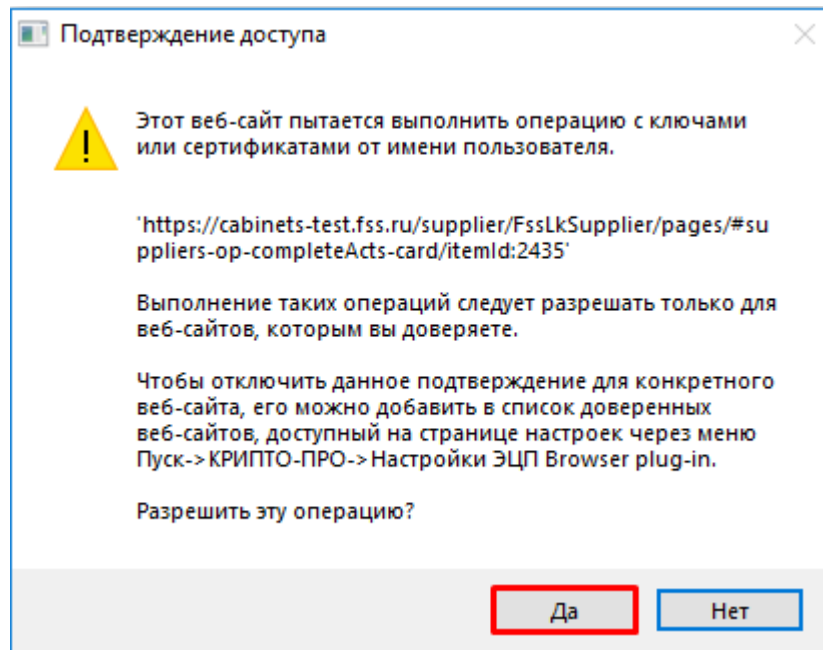 Подтверждение доступа
Этот веб-сайт пытается выполнить операцию с ключами
или сертификатами от имени пользователя.
'https://cabinets-test.fss.ru/supplier/FssLkSupplier/pages/#su
ppliers-op-completeActs-card/itemId:2435'
Выполнение таких операций следует разрешать только для
веб-сайтов, которым вы доверяете.
Чтобы отключить данное подтверждение для конкретного
веб-сайта, его можно добавить в список доверенных
веб-сайтов, доступный на странице настроек через меню
Пуск->КРИПТО-ПРО->Настройки ЭЦП Browser plug-in.
Разрешить эту операцию?
Да Нет